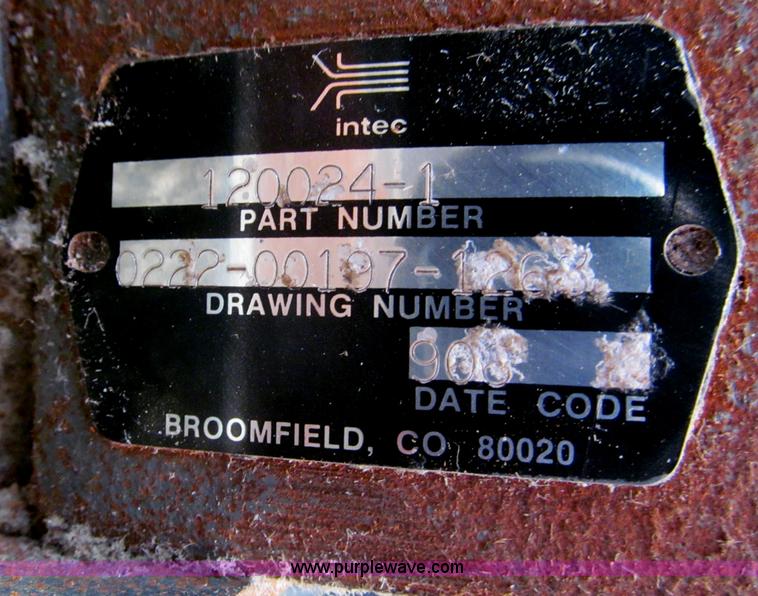 intec
120024-1
PART NUMBER
DRAWING NUMBER
DATE CODE
BROOMFIELD, CO 80020
www.purplewave.com